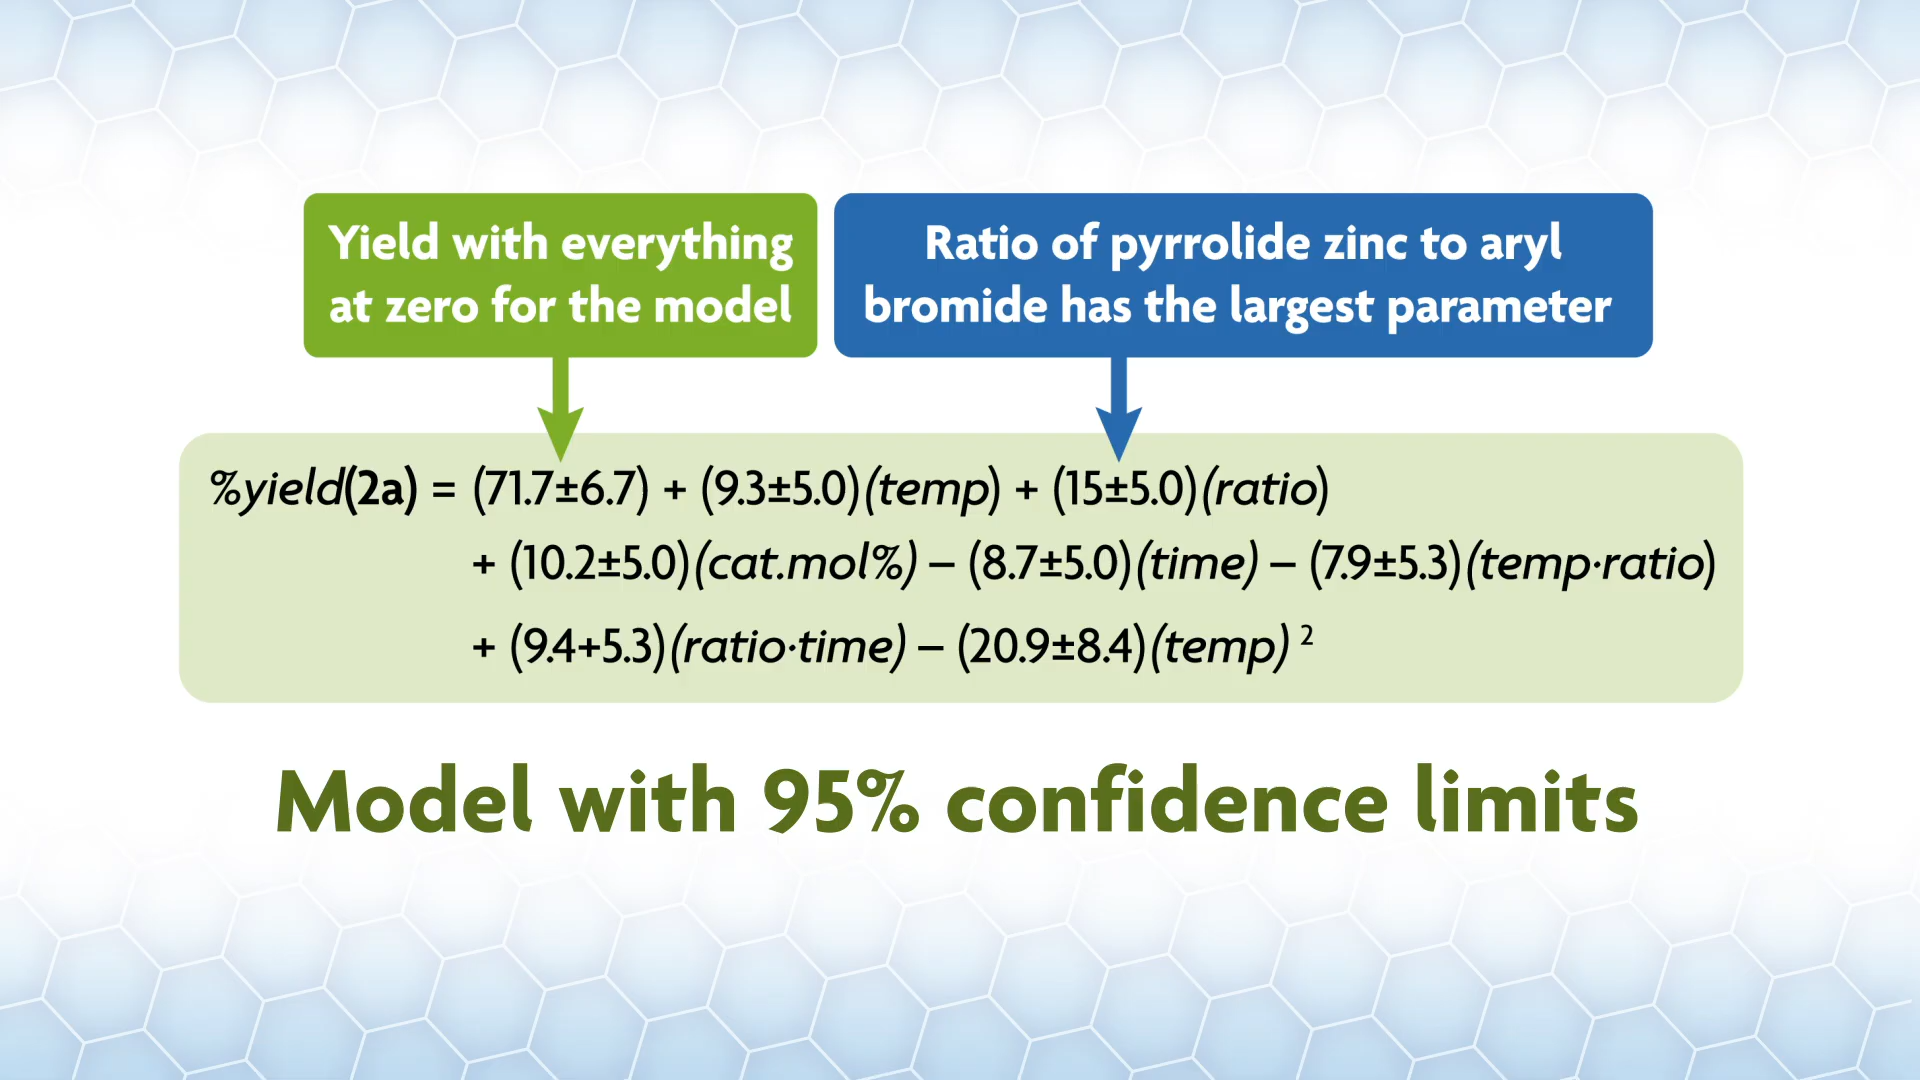 Yield with everything
at zero for the model
Ratio of pyrrolide zinc to aryl
bromide has the largest parameter
%yield(2a) = (71.7±6.7) + (9.3±5.0)(temp) + (15±5.0)(ratio)
+ (10.2±5.0)(cat.mol%) – (8.7±5.0)(time) – (7.9±5.3)(temp·ratio)
+ (9.4+5.3)(ratio·time) – (20.9±8.4)(temp) ²
Model with 95% confidence limits